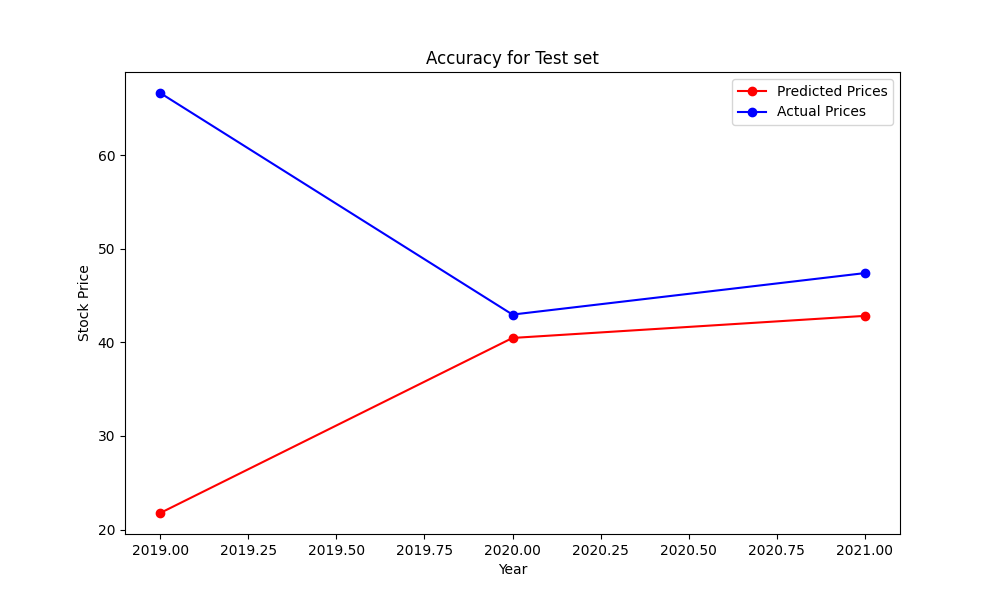 Accuracy for Test set
Predicted Prices
Actual Prices
Stock Price
60
50
40
30
20
2019.00 2019.25 2019.50 2019.75 2020.00 2020.25 2020.50 2020.75 2021.00
Year